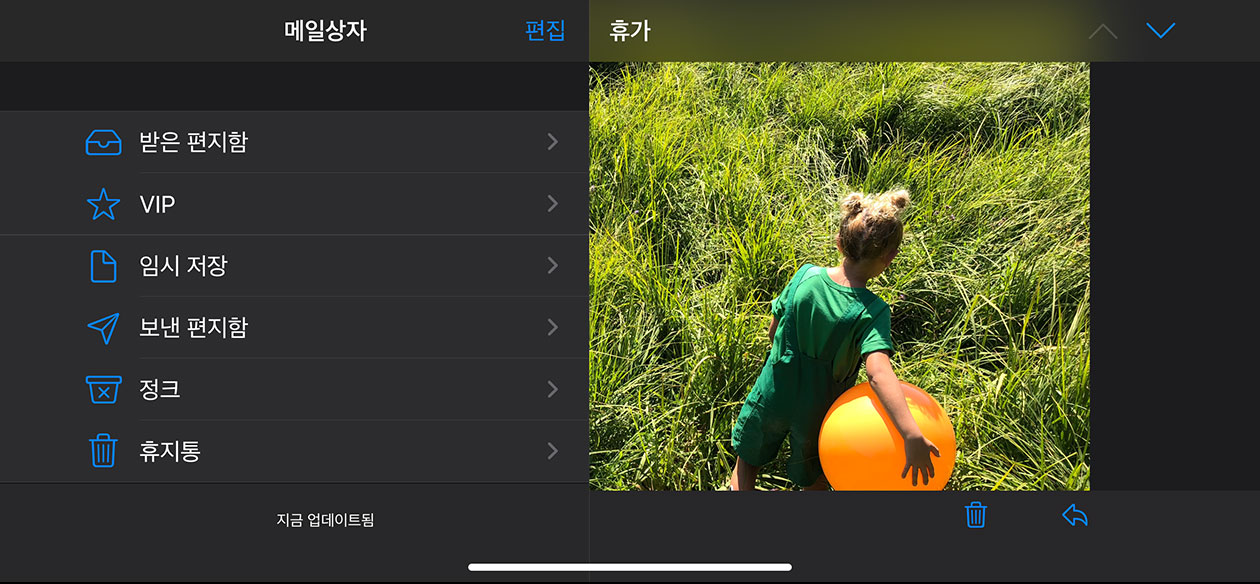 메일상자
편집
받은 편지함
VIP
임시 저장
보낸 편지함
정크
휴지통
지금 업데이트됨
휴가